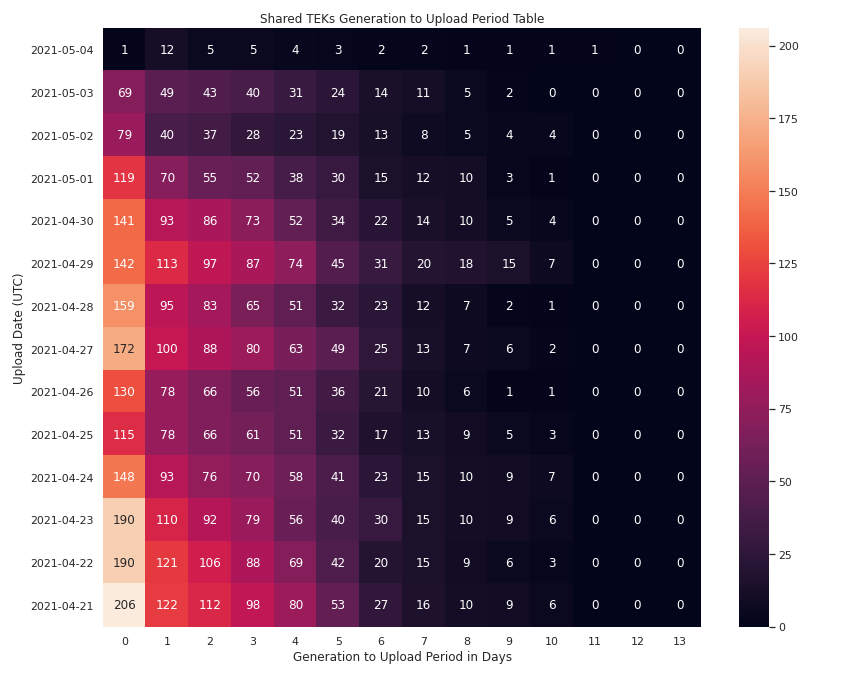 Shared TEKs Generation to Upload Period Table
Upload Date (UTC)
2021-05-04 1 12 5 5 4 3 2 2 1 1 1 1 0 0
2021-05-03 69 49 43 40 31 24 14 11 5 2 0 0 0 0
2021-05-02 79 40 37 28 23 19 13 8 5 4 4 0 0 0
2021-05-01 119 70 55 52 38 30 15 12 10 3 1 0 0 0
2021-04-30 141 93 86 73 52 34 22 14 10 5 4 0 0 0
2021-04-29 142 113 97 87 74 45 31 20 18 15 7 0 0 0
2021-04-28 159 95 83 65 51 32 23 12 7 2 1 0 0 0
2021-04-27 172 100 88 80 63 49 25 13 7 6 2 0 0 0
2021-04-26 130 78 66 56 51 36 21 10 6 1 1 0 0 0
2021-04-25 115 78 66 61 51 32 17 13 9 5 3 0 0 0
2021-04-24 148 93 76 70 58 41 23 15 10 9 7 0 0 0
2021-04-23 190 110 92 79 56 40 30 15 10 9 6 0 0 0
2021-04-22 190 121 106 88 69 42 20 15 9 6 3 0 0 0
2021-04-21 206 122 112 98 80 53 27 16 10 9 6 0 0 0
0 1 2 3 4 5 6 7 8 9 10 11 12 13
Generation to Upload Period in Days
200
175
150
125
100
75
50
25
0